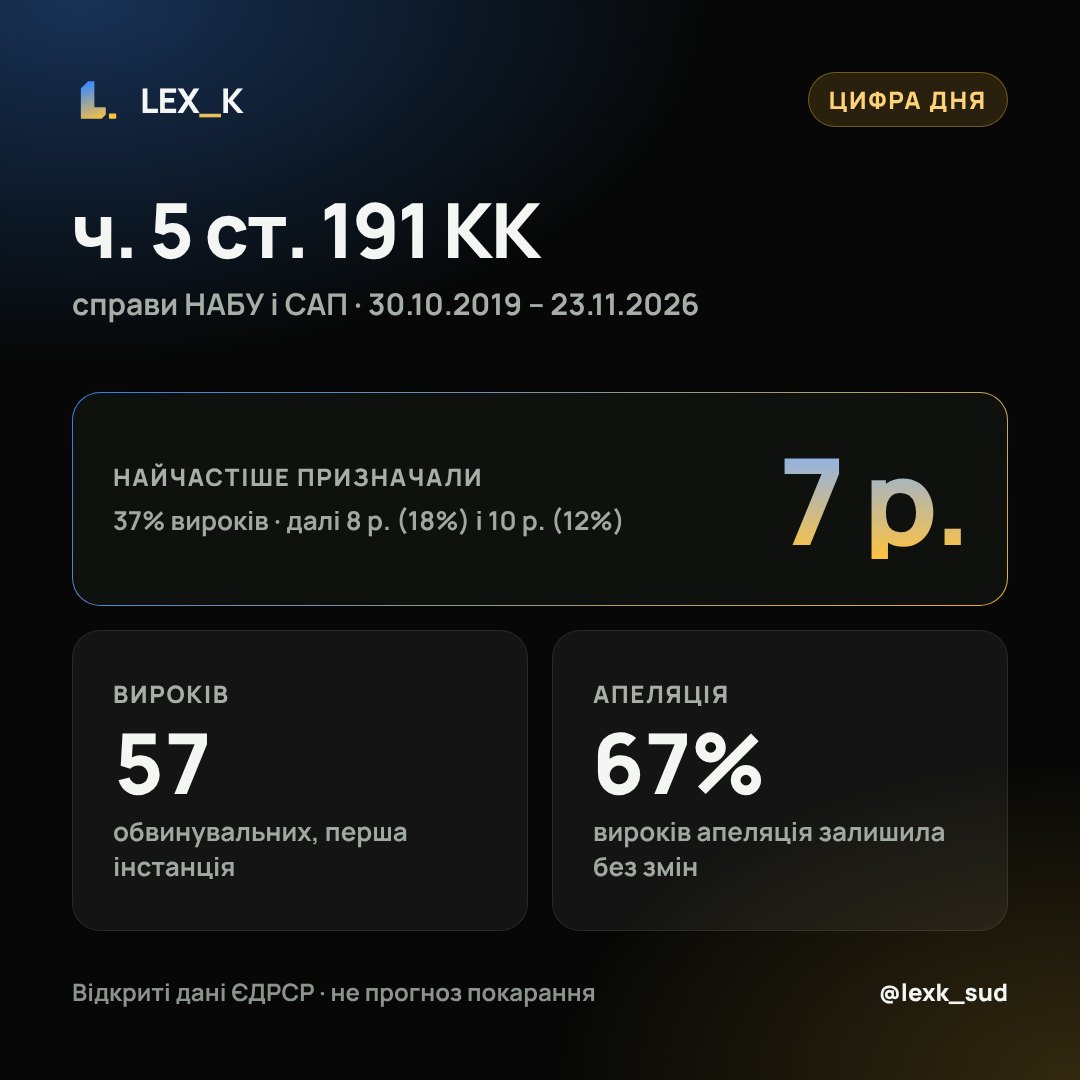 LEX_K
ЦИФРА ДНЯ
ч. 5 ст. 191 КК
справи НАБУ і САП · 30.10.2019 – 23.11.2026
НАЙЧАСТІШЕ ПРИЗНАЧАЛИ
37% вироків · далі 8 р. (18%) і 10 р. (12%)
7 р.
ВИРОКІВ
57
обвинувальних, перша
інстанція
АПЕЛЯЦІЯ
67%
вироків апеляція залишила
без змін
Відкриті дані ЄДРСР · не прогноз покарання
@lexk_sud